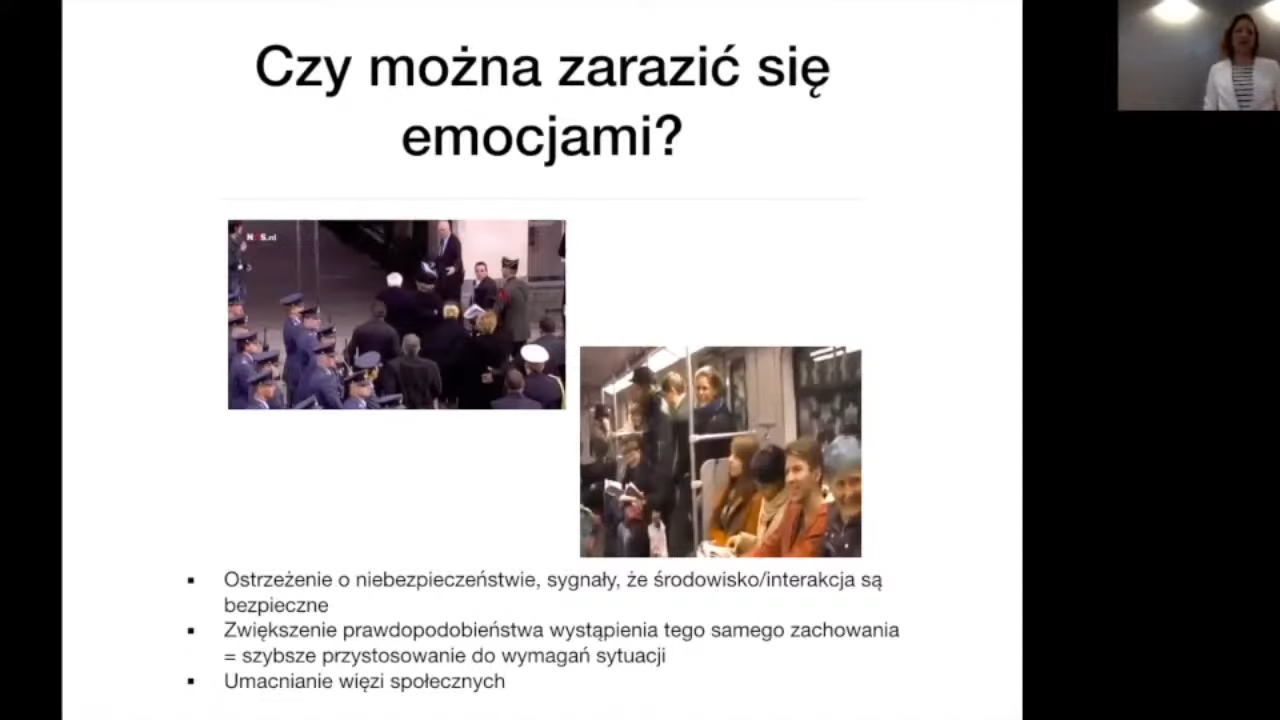 Czy można zarazić się
emocjami?
NOS.nl
▪ Ostrzeżenie o niebezpieczeństwie, sygnały, że środowisko/interakcja są
bezpieczne
▪ Zwiększenie prawdopodobieństwa wystąpienia tego samego zachowania
= szybsze przystosowanie do wymagań sytuacji
▪ Umacnianie więzi społecznych